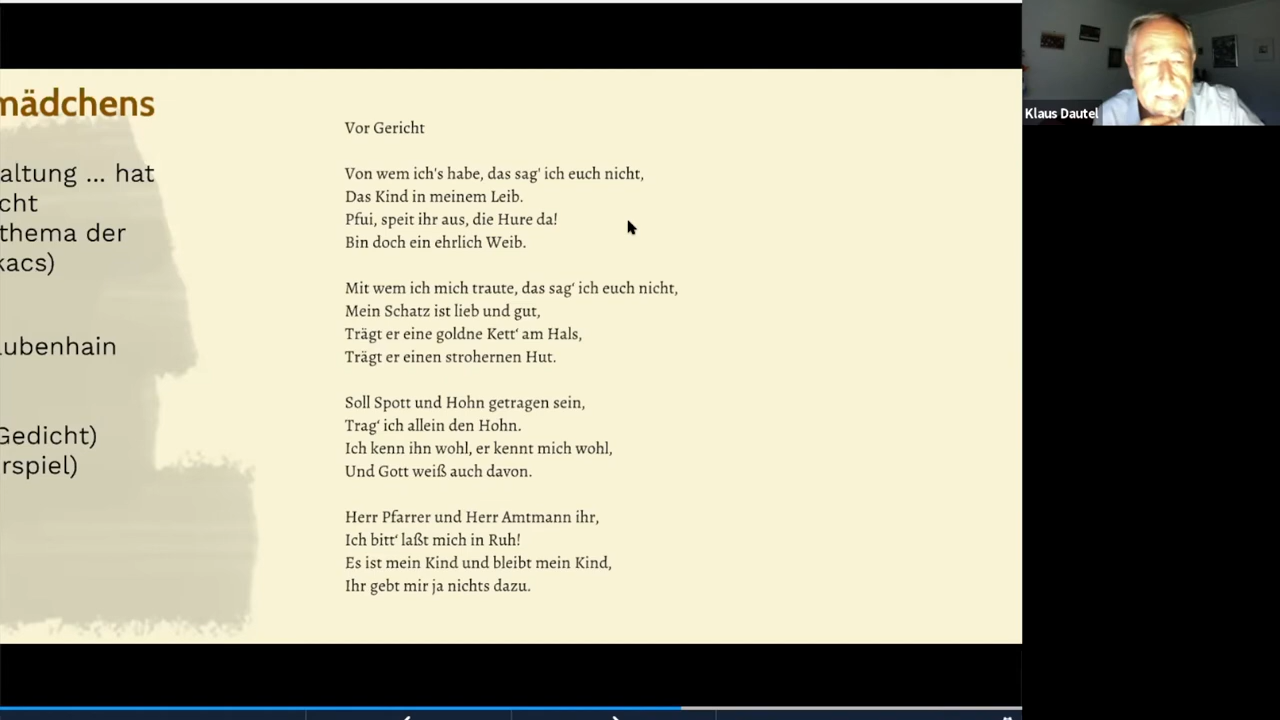 mädchens
altung ... hat
cht
thema der
kacs)
ubenhain
Gedicht)
rspiel)
Vor Gericht
Von wem ich's habe, das sag' ich euch nicht,
Das Kind in meinem Leib.
Pfui, speit ihr aus, die Hure da!
Bin doch ein ehrlich Weib.
Mit wem ich mich traute, das sag‘ ich euch nicht,
Mein Schatz ist lieb und gut,
Trägt er eine goldne Kett‘ am Hals,
Trägt er einen strohernen Hut.
Soll Spott und Hohn getragen sein,
Trag‘ ich allein den Hohn.
Ich kenn ihn wohl, er kennt mich wohl,
Und Gott weiß auch davon.
Herr Pfarrer und Herr Amtmann ihr,
Ich bitt‘ laßt mich in Ruh!
Es ist mein Kind und bleibt mein Kind,
Ihr gebt mir ja nichts dazu.
Klaus Dautel